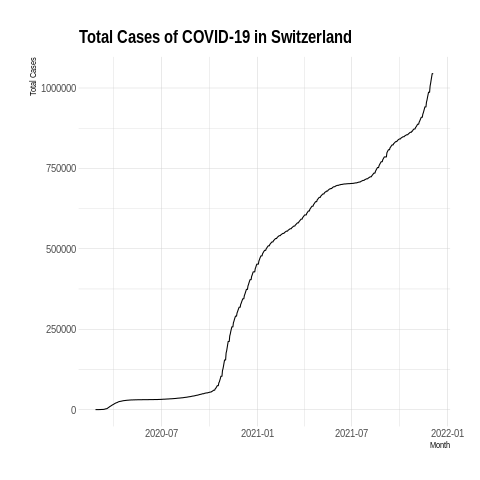 Total Cases of COVID-19 in Switzerland
Total Cases
1000000
750000
500000
250000
0
2020-07 2021-01 2021-07 2022-01
Month